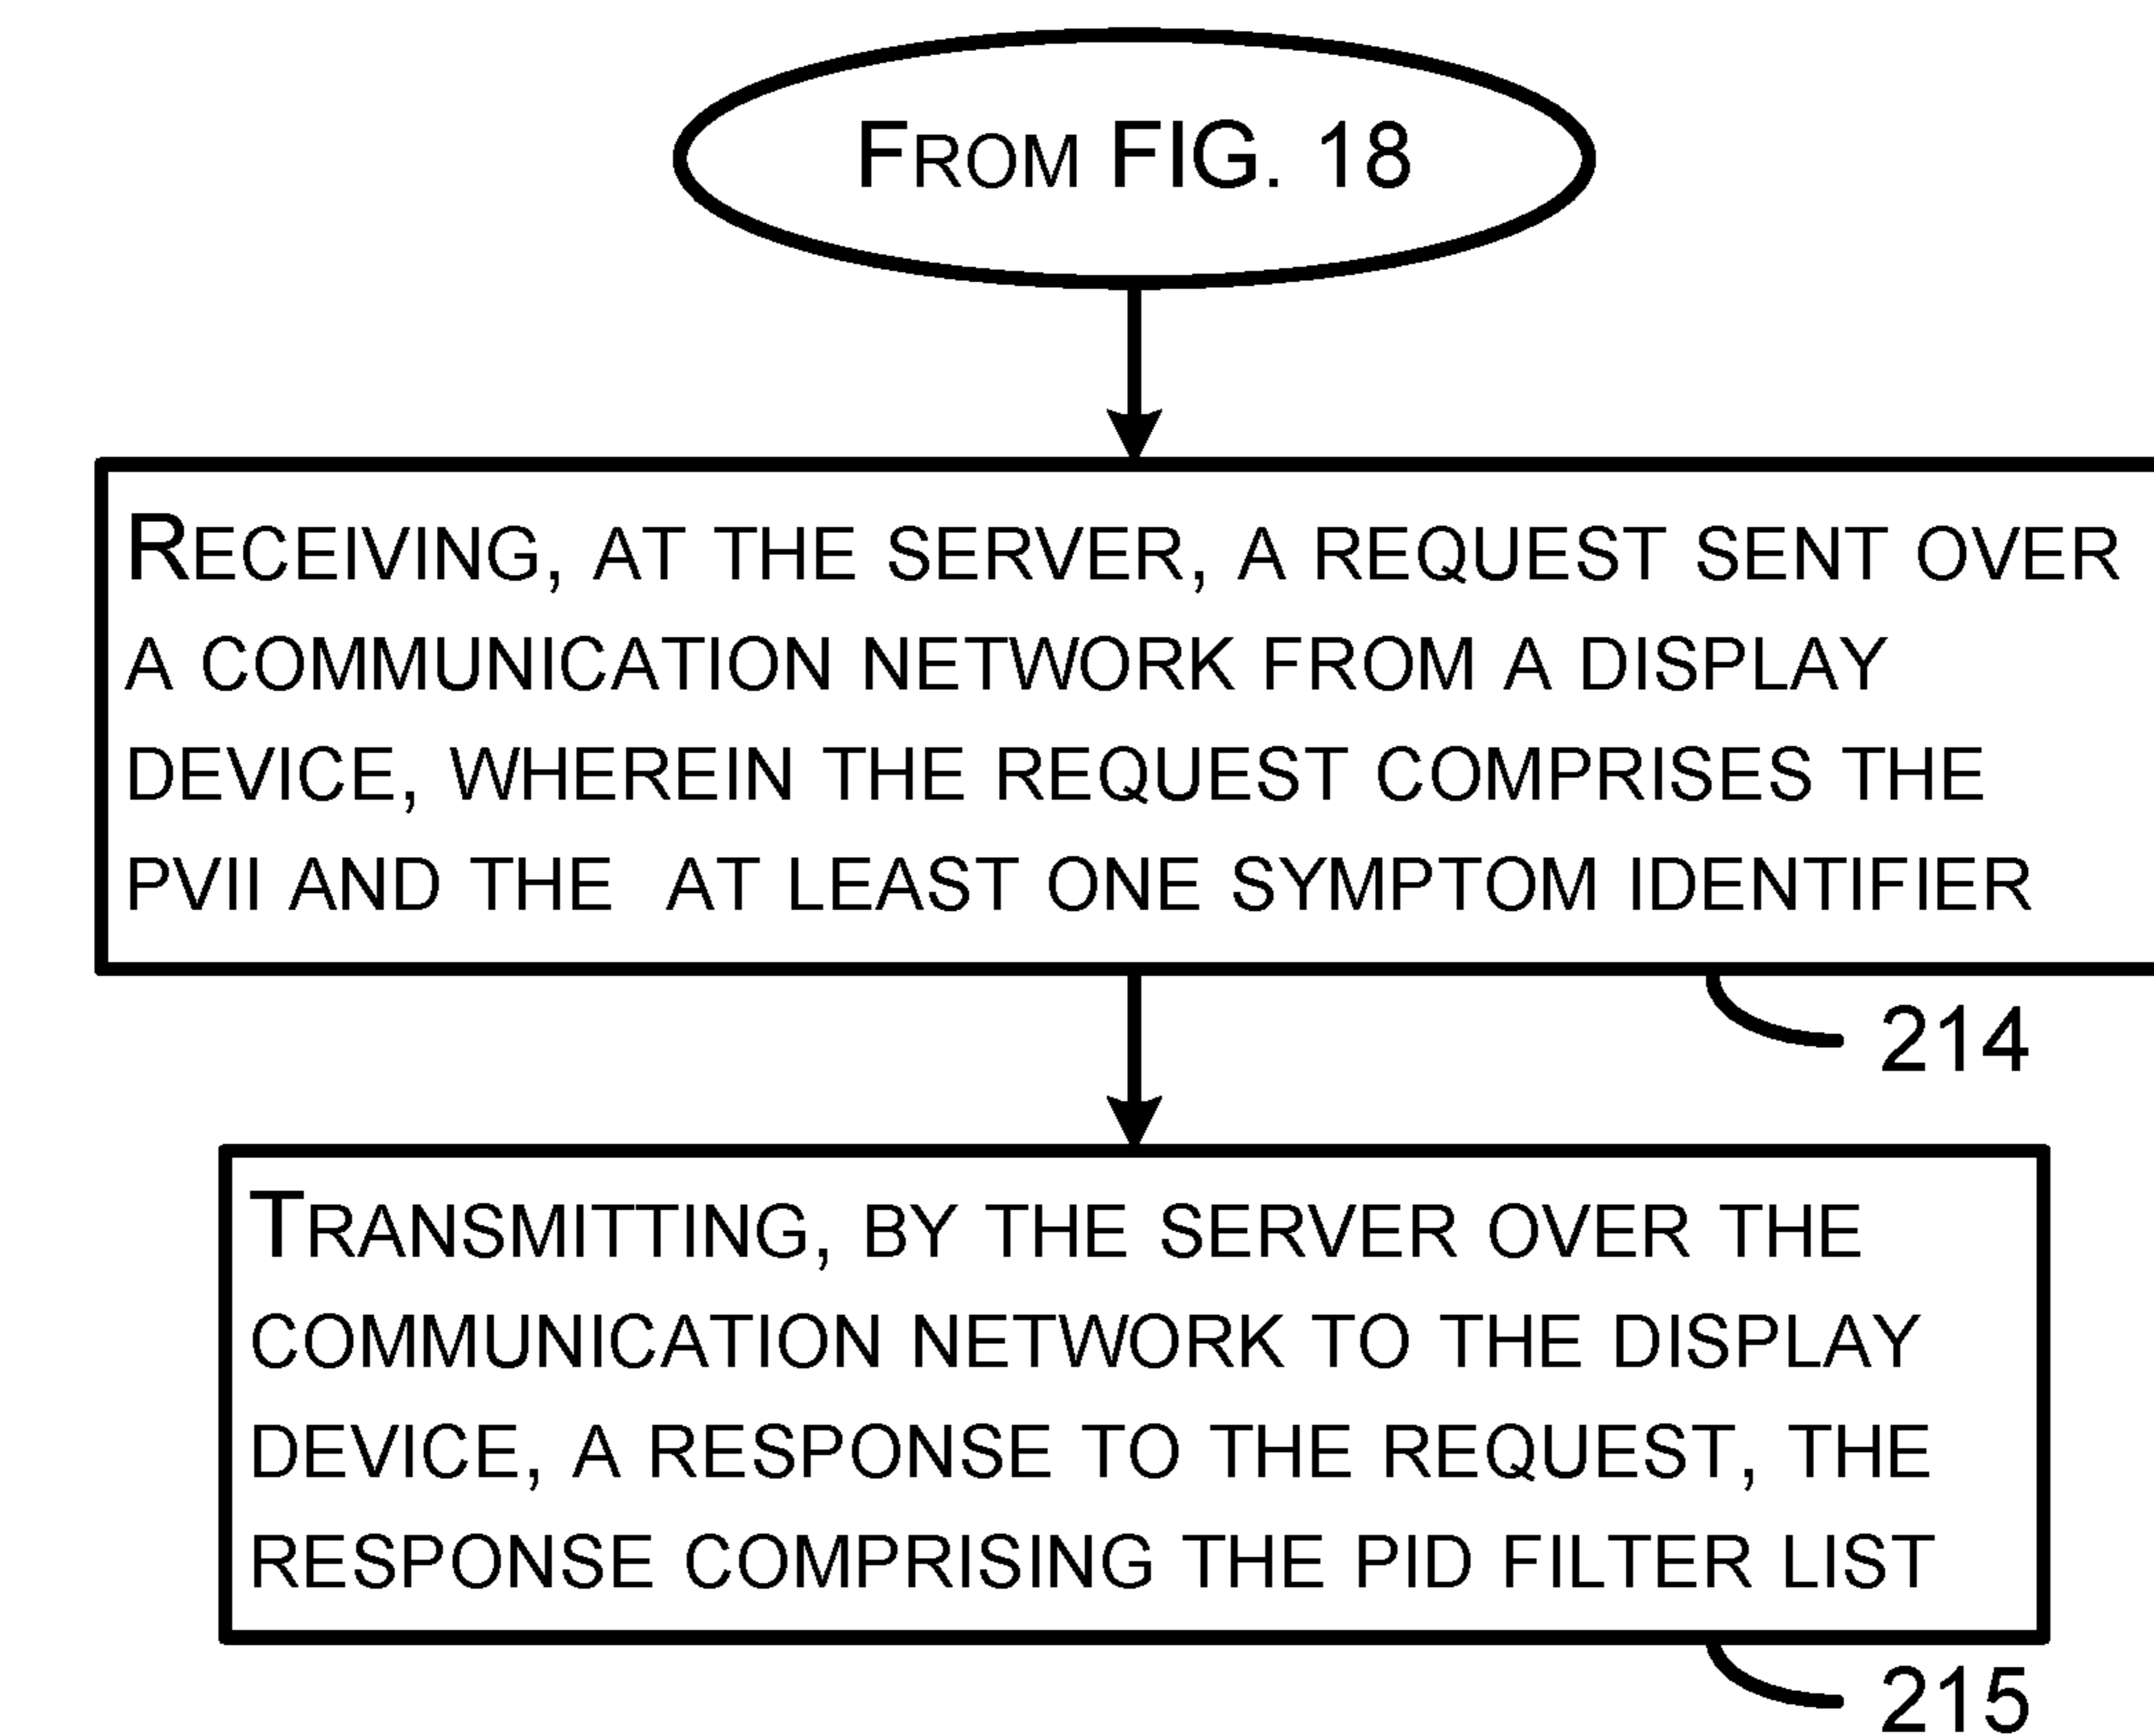 FROM FIG. 18
RECEIVING, AT THE SERVER, A REQUEST SENT OVER
A COMMUNICATION NETWORK FROM A DISPLAY
DEVICE, WHEREIN THE REQUEST COMPRISES THE
PVII AND THE AT LEAST ONE SYMPTOM IDENTIFIER
214
TRANSMITTING, BY THE SERVER OVER THE
COMMUNICATION NETWORK TO THE DISPLAY
DEVICE, A RESPONSE TO THE REQUEST, THE
RESPONSE COMPRISING THE PID FILTER LIST
215